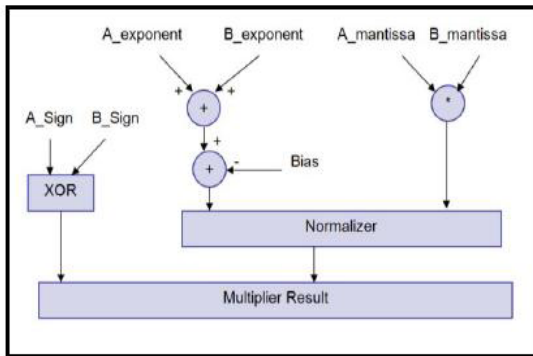 A_exponent B_exponent A_mantissa B_mantissa
+ + +
*
A_Sign B_Sign
+
+ - Bias
XOR
Normalizer
Multiplier Result